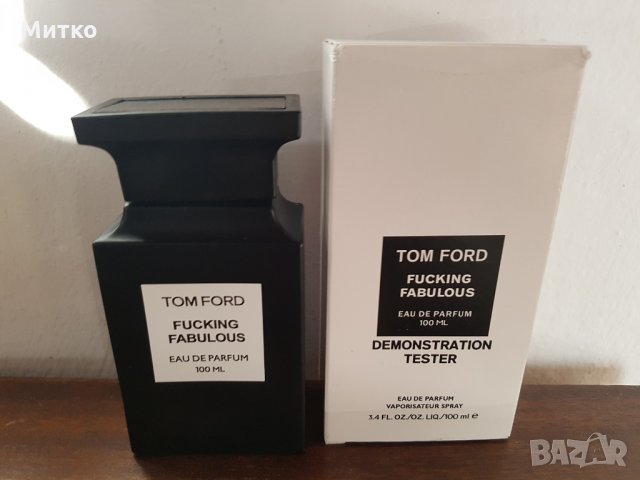 Митко
TOM FORD
FUCKING
FABULOUS
EAU DE PARFUM
100 ML
TOM FORD
FUCKING
FABULOUS
EAU DE PARFUM
100 ML
DEMONSTRATION
TESTER
EAU DE PARFUM
VAPORISATEUR SPRAY
3.4 FL. OZ./OZ. LIQ./100 ml e
BAZAR